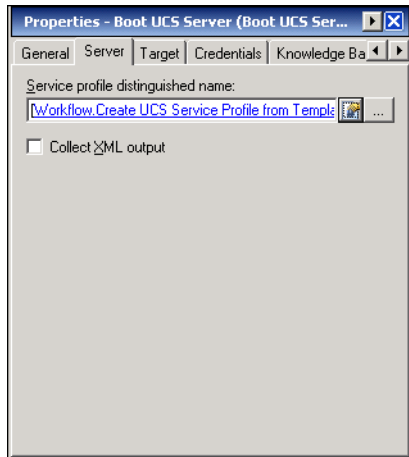 Properties - Boot UCS Server (Boot UCS Ser...
General Server Target Credentials Knowledge Ba
Service profile distinguished name:
[Workflow.Create UCS Service Profile from Templa ...
Collect XML output